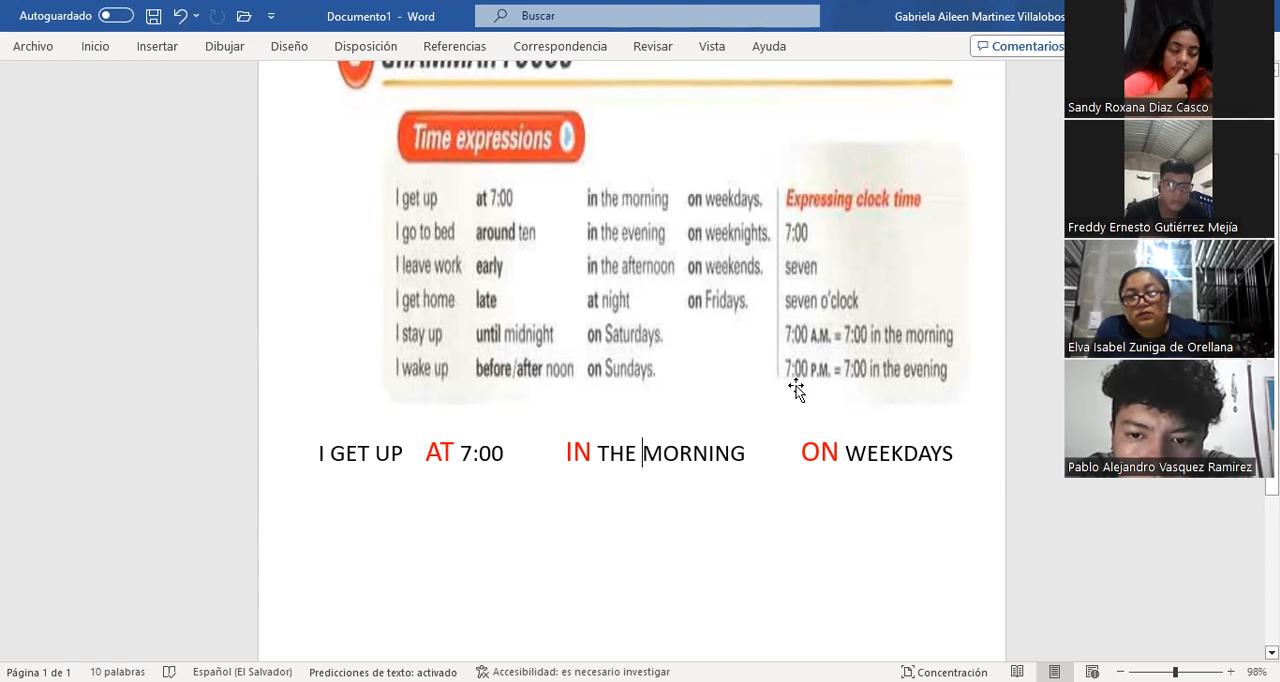 Autoguardado
Documento1 - Word
Buscar
Gabriela Aileen Martinez Villalobos
Archivo Inicio Insertar Dibujar Diseño Disposición Referencias Correspondencia Revisar Vista Ayuda
Comentarios
GRAMMAR FOCUS
Time expressions
I get up at 7:00 in the morning on weekdays.
I go to bed around ten in the evening on weeknights.
I leave work early in the afternoon on weekends.
I get home late at night on Fridays.
I stay up until midnight on Saturdays.
I wake up before/after noon on Sundays.
Expressing clock time
7:00
seven
seven o'clock
7:00 A.M. = 7:00 in the morning
7:00 P.M. = 7:00 in the evening
I GET UP AT 7:00 IN THE MORNING ON WEEKDAYS
Sandy Roxana Diaz Casco
Freddy Ernesto Gutiérrez Mejía
Elva Isabel Zuniga de Orellana
Pablo Alejandro Vasquez Ramirez
Página 1 de 1 10 palabras Español (El Salvador) Predicciones de texto: activado Accesibilidad: es necesario investigar Concentración 98%